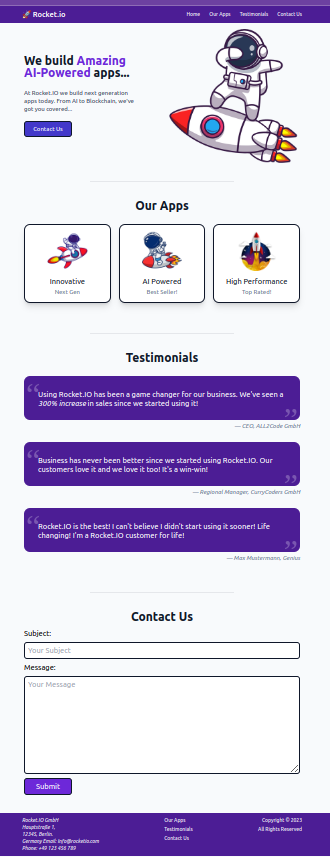 🚀 Rocket.io
Home Our Apps Testimonials Contact Us
We build Amazing
AI-Powered apps...
At Rocket.IO we build next generation
apps today. From AI to Blockchain, we've
got you covered...
Contact Us
Our Apps
Innovative
Next Gen
AI Powered
Best Seller!
High Performance
Top Rated!
Testimonials
“Using Rocket.IO has been a game changer for our business. We've seen a
300% increase in sales since we started using it!”
— CEO, ALL2Code GmbH
“Business has never been better since we started using Rocket.IO. Our
customers love it and we love it too! It's a win-win!”
— Regional Manager, CurryCoders GmbH
“Rocket.IO is the best! I can't believe I didn't start using it sooner! Life
changing! I'm a Rocket.IO customer for life!”
— Max Mustermann, Genius
Contact Us
Subject:
Your Subject
Message:
Your Message
Submit
Rocket.IO GmbH
Hauptstraße 1,
12345, Berlin.
Germany Email: info@rocketio.com
Phone: +49 123 456 789
Our Apps
Testimonials
Contact Us
Copyright © 2023
All Rights Reserved